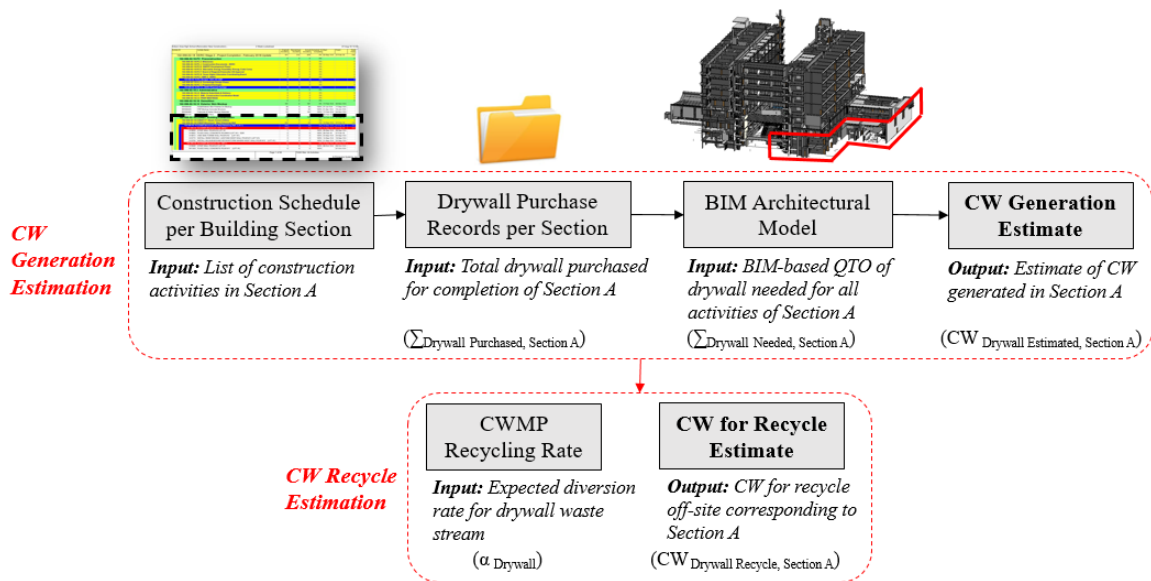 Construction Schedule
per Building Section
Drywall Purchase
Records per Section
BIM Architectural
Model
CW Generation
Estimate
CW
Generation
Estimation
Input: List of construction
activities in Section A
Input: Total drywall purchased
for completion of Section A
(∑Drywall Purchased, Section A)
Input: BIM-based QTO of
drywall needed for all
activities of Section A
(∑Drywall Needed, Section A)
Output: Estimate of CW
generated in Section A
(CW Drywall Estimated, Section A)
CW Recycle
Estimation
CWMP
Recycling Rate
CW for Recycle
Estimate
Input: Expected diversion
rate for drywall waste
stream
(α Drywall)
Output: CW for recycle
off-site corresponding to
Section A
(CW Drywall Recycle, Section A)